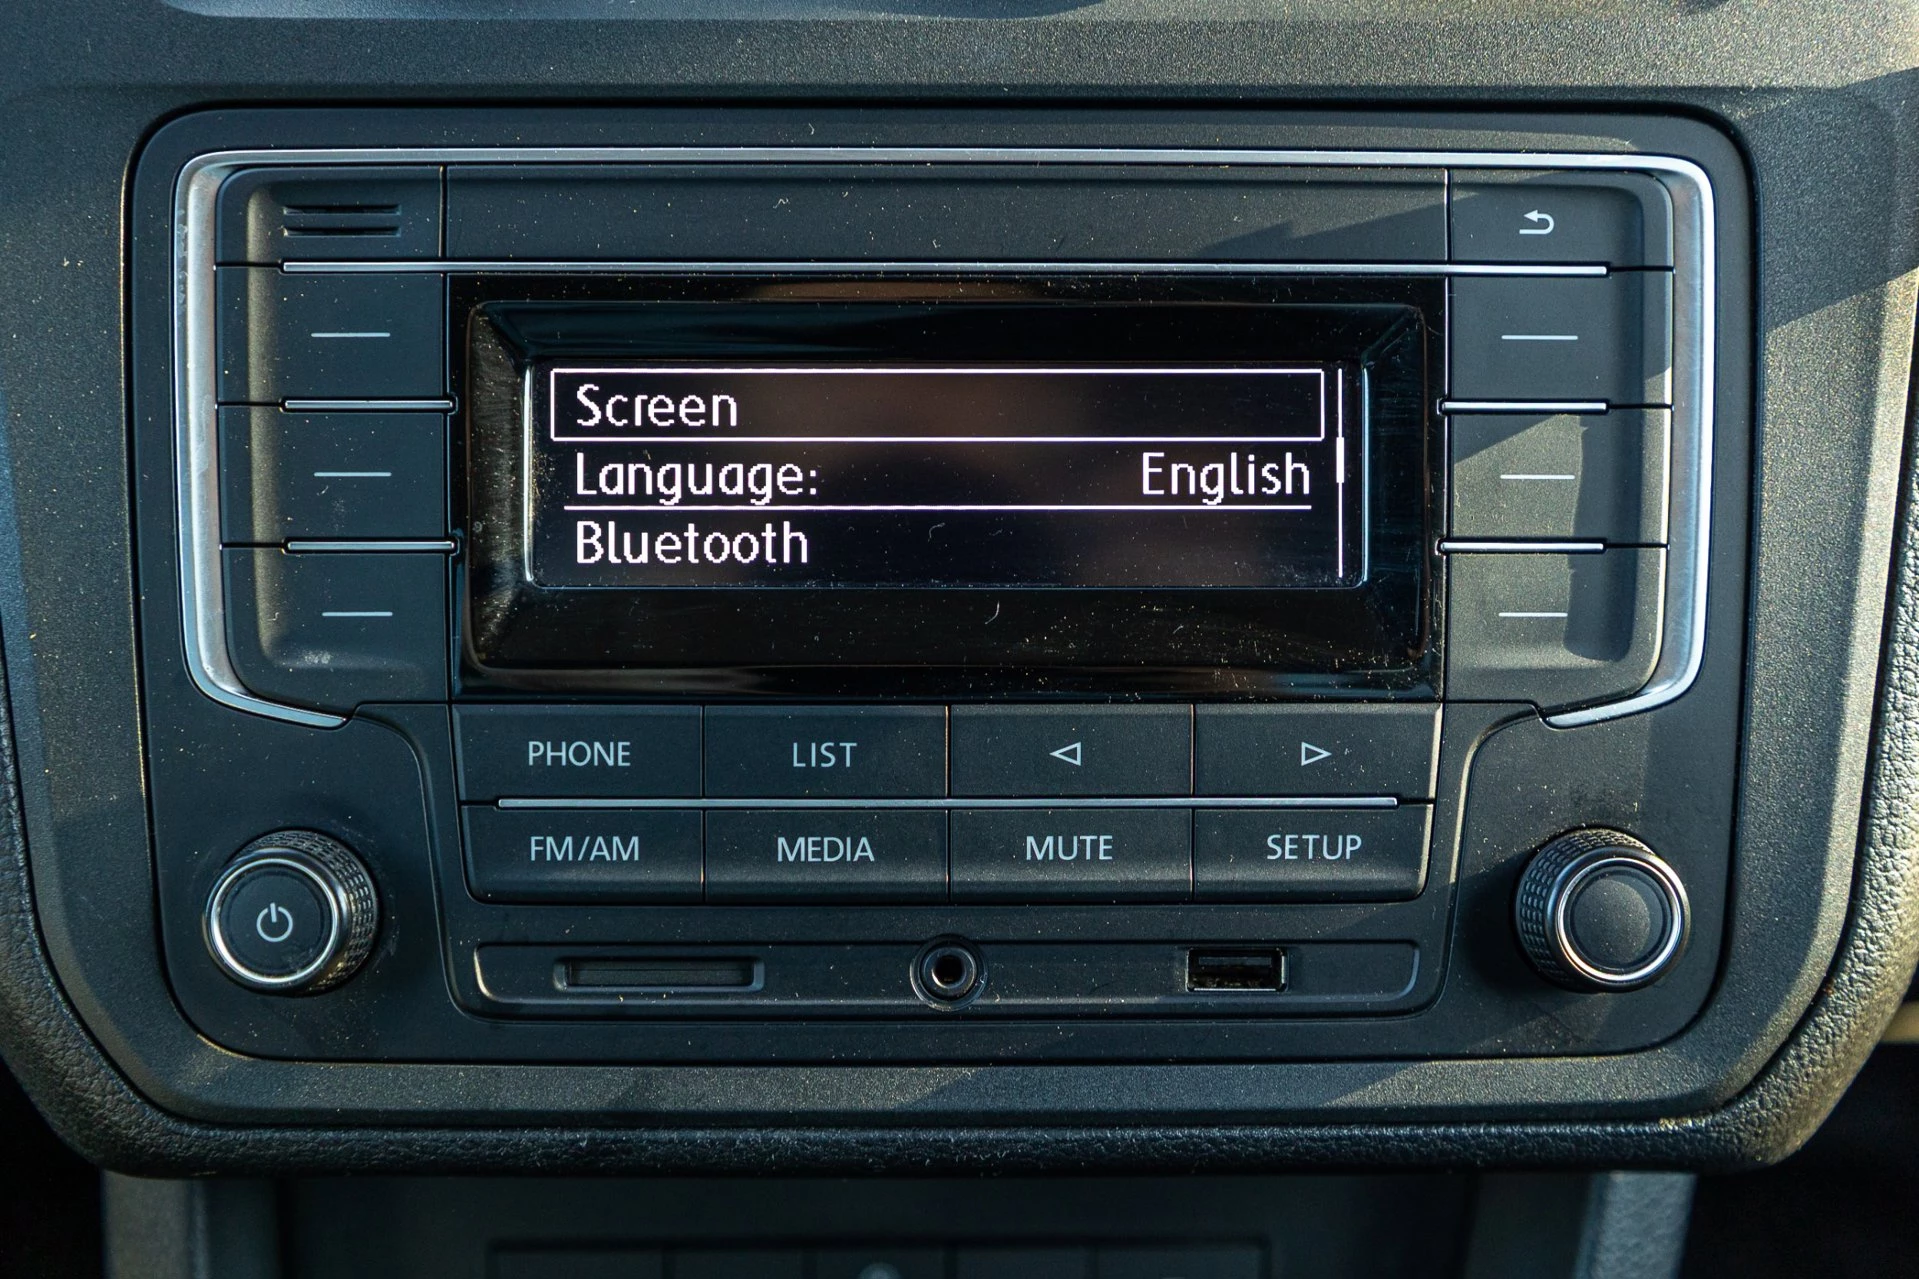 Screen
Language: English
Bluetooth
PHONE LIST
FM/AM MEDIA MUTE SETUP